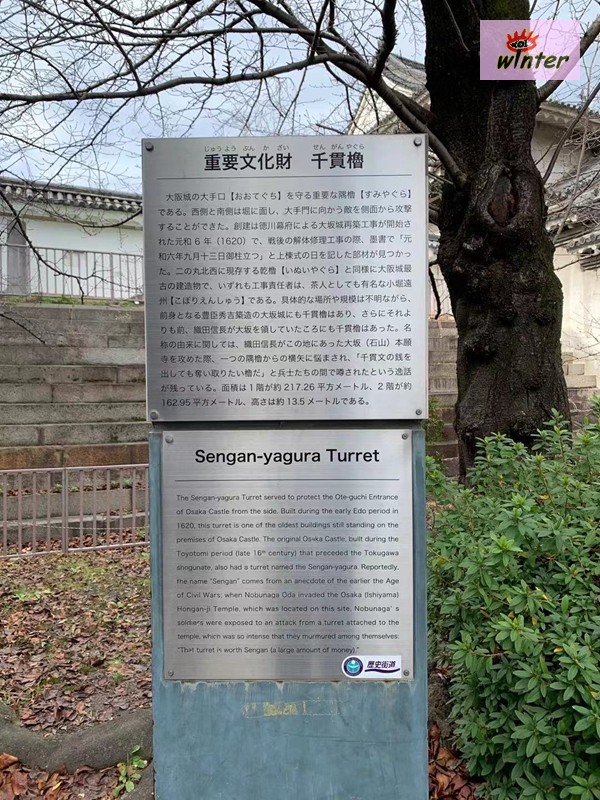 winter
じゅうようぶんかざい　せんがんやぐら
重要文化財　千貫櫓
大阪城の大手口【おおてぐち】を守る重要な隅櫓【すみやぐら】
である。西側と南側は堀に面し、大手門に向かう敵を側面から攻撃
することができた。創建は徳川幕府による大坂城再築工事が開始さ
れた元和6年（1620）で、戦後の解体修理工事の際、墨書で「元
和六年九月十三日御柱立つ」と上棟式の日を記した部材が見つかっ
た。二の丸北西に現存する乾櫓【いぬいやぐら】と同様に大阪城最
古の建造物で、いずれも工事責任者は、茶人としても有名な小堀遠
州【こぼりえんしゅう】である。具体的な場所や規模は不明ながら、
前身となる豊臣秀吉築造の大坂城にも千貫櫓はあり、さらにそれよ
りも前、織田信長が大坂を領していたころにも千貫櫓はあった。名
称の由来に関しては、織田信長がこの地にあった大坂（石山）本願
寺を攻めた際、一つの隅櫓からの横矢に悩まされ、「千貫文の銭を
出しても奪い取りたい櫓だ」と兵士たちの間で噂されたという逸話
が残っている。面積は1階が約217.26平方メートル、2階が約
162.95平方メートル、高さは約13.5メートルである。
Sengan-yagura Turret
The Sengan-yagura Turret served to protect the Ote-guchi Entrance
of Osaka Castle from the side. Built during the early Edo period in
1620, this turret is one of the oldest buildings still standing on the
premises of Osaka Castle. The original Osaka Castle, built during the
Toyotomi period (late 16th century) that preceded the Tokugawa
shogunate, also had a turret named the Sengan-yagura. Reportedly,
the name "Sengan" comes from an anecdote of the earlier the Age
of Civil Wars; when Nobunaga Oda invaded the Osaka (Ishiyama)
Hongan-ji Temple, which was located on this site, Nobunaga's
soldiers were exposed to an attack from a turret attached to the
temple, which was so intense that they murmured among themselves:
"That turret is worth Sengan (a large amount of money)."
歴史街道